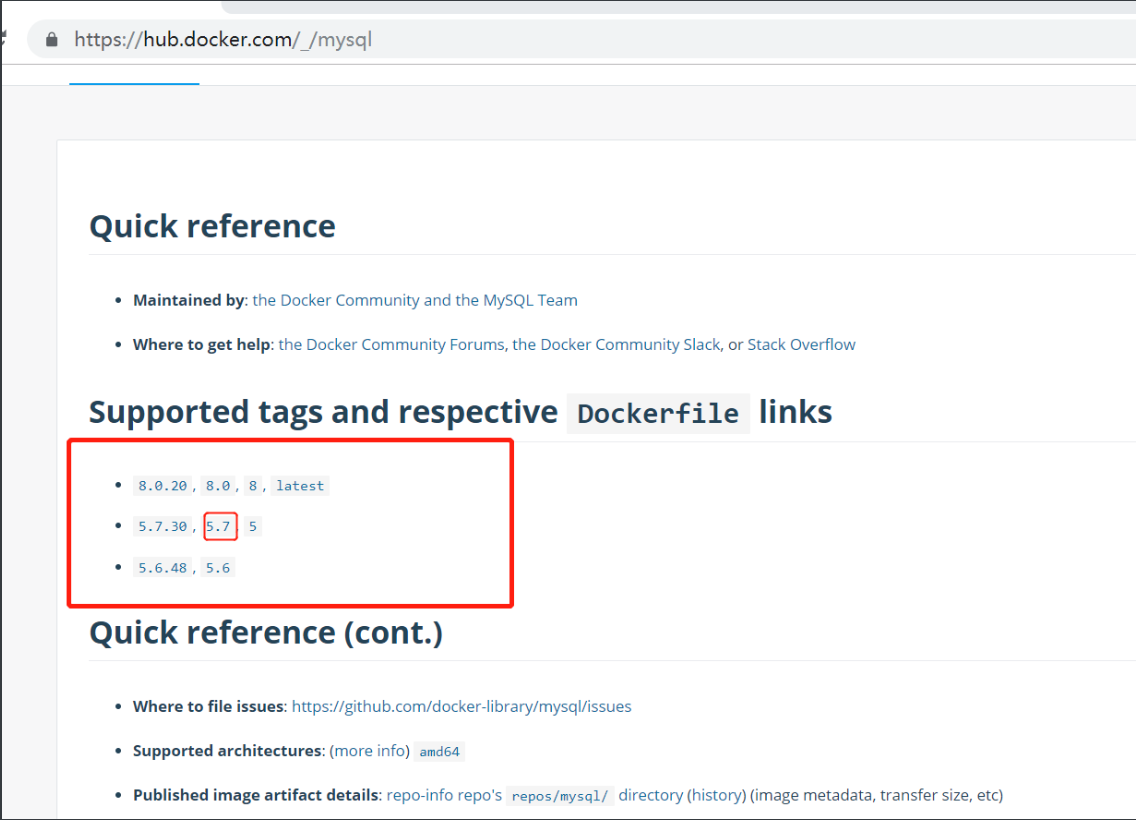 https://hub.docker.com/_/mysql
Quick reference
• Maintained by: the Docker Community and the MySQL Team
• Where to get help: the Docker Community Forums, the Docker Community Slack, or Stack Overflow
Supported tags and respective Dockerfile links
• 8.0.20, 8.0, 8, latest
• 5.7.30, 5.7 5
• 5.6.48, 5.6
Quick reference (cont.)
• Where to file issues: https://github.com/docker-library/mysql/issues
• Supported architectures: (more info) amd64
• Published image artifact details: repo-info repo's repos/mysql/ directory (history) (image metadata, transfer size, etc)